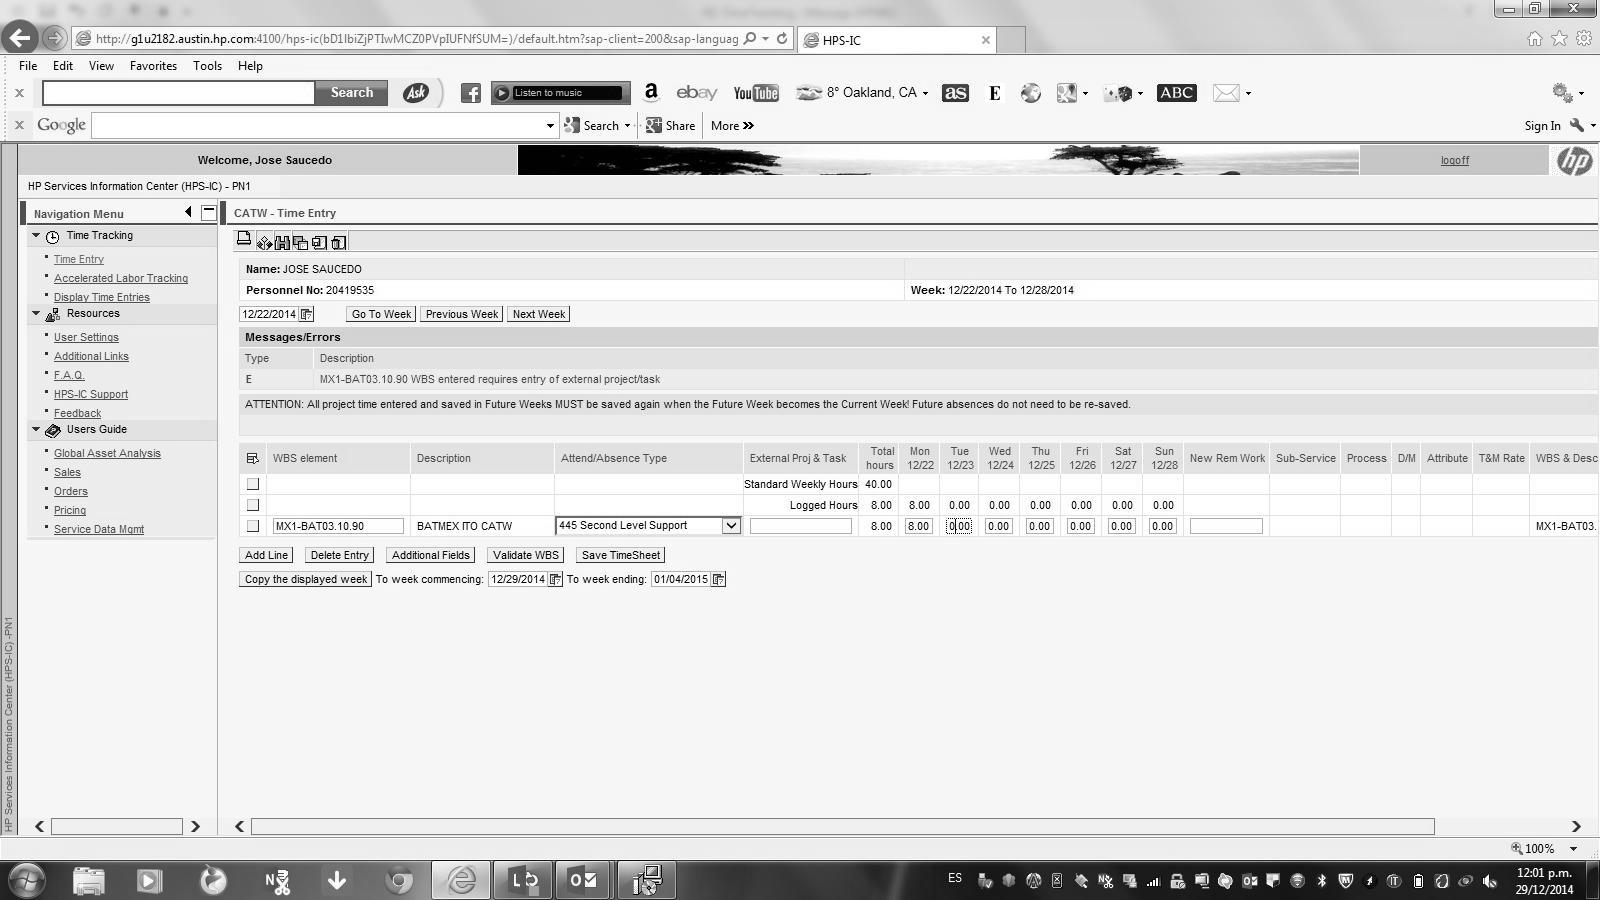 http://g1u2182.austin.hp.com:4100/hps-ic(bD1lbiZjPTIwMCZ0PVpIUFNfSUM=)/default.htm?sap-client=200&sap-languag
HPS-IC
File Edit View Favorites Tools Help
Search Ask Listen to music a ebay YouTube 8° Oakland, CA as E ABC
Google Search Share More Sign In
Welcome, Jose Saucedo logoff hp
HP Services Information Center (HPS-IC) - PN1
Navigation Menu
Time Tracking
Time Entry
Accelerated Labor Tracking
Display Time Entries
Resources
User Settings
Additional Links
F.A.Q.
HPS-IC Support
Feedback
Users Guide
Global Asset Analysis
Sales
Orders
Pricing
Service Data Mgmt
HP Services Information Center (HPS-IC) -PN1
CATW - Time Entry
Name: JOSE SAUCEDO
Personnel No: 20419535 Week: 12/22/2014 To 12/28/2014
12/22/2014 Go To Week Previous Week Next Week
Messages/Errors
Type Description
E MX1-BAT03.10.90 WBS entered requires entry of external project/task
ATTENTION: All project time entered and saved in Future Weeks MUST be saved again when the Future Week becomes the Current Week! Future absences do not need to be re-saved.
WBS element Description Attend/Absence Type External Proj & Task Total hours Mon 12/22 Tue 12/23 Wed 12/24 Thu 12/25 Fri 12/26 Sat 12/27 Sun 12/28 New Rem Work Sub-Service Process D/M Attribute T&M Rate WBS & Desc
Standard Weekly Hours 40.00
Logged Hours 8.00 8.00 0.00 0.00 0.00 0.00 0.00 0.00
MX1-BAT03.10.90 BATMEX ITO CATW 445 Second Level Support 8.00 8.00 0.00 0.00 0.00 0.00 0.00 0.00 MX1-BAT03.
Add Line Delete Entry Additional Fields Validate WBS Save TimeSheet
Copy the displayed week To week commencing: 12/29/2014 To week ending: 01/04/2015
100%
ES 12:01 p.m.
29/12/2014